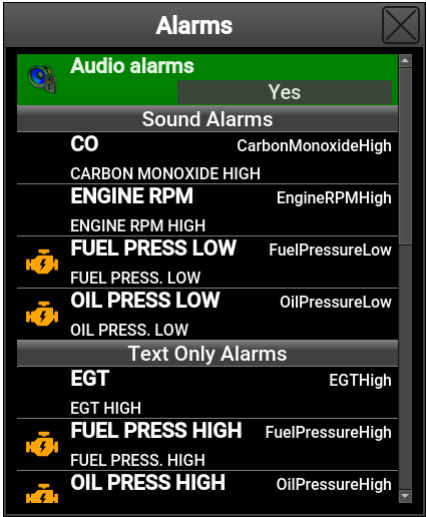 Alarms
Audio alarms
Yes
Sound Alarms
CO CarbonMonoxideHigh
CARBON MONOXIDE HIGH
ENGINE RPM EngineRPMHigh
ENGINE RPM HIGH
FUEL PRESS LOW FuelPressureLow
FUEL PRESS. LOW
OIL PRESS LOW OilPressureLow
OIL PRESS. LOW
Text Only Alarms
EGT EGTHigh
EGT HIGH
FUEL PRESS HIGH FuelPressureHigh
FUEL PRESS. HIGH
OIL PRESS HIGH OilPressureHigh